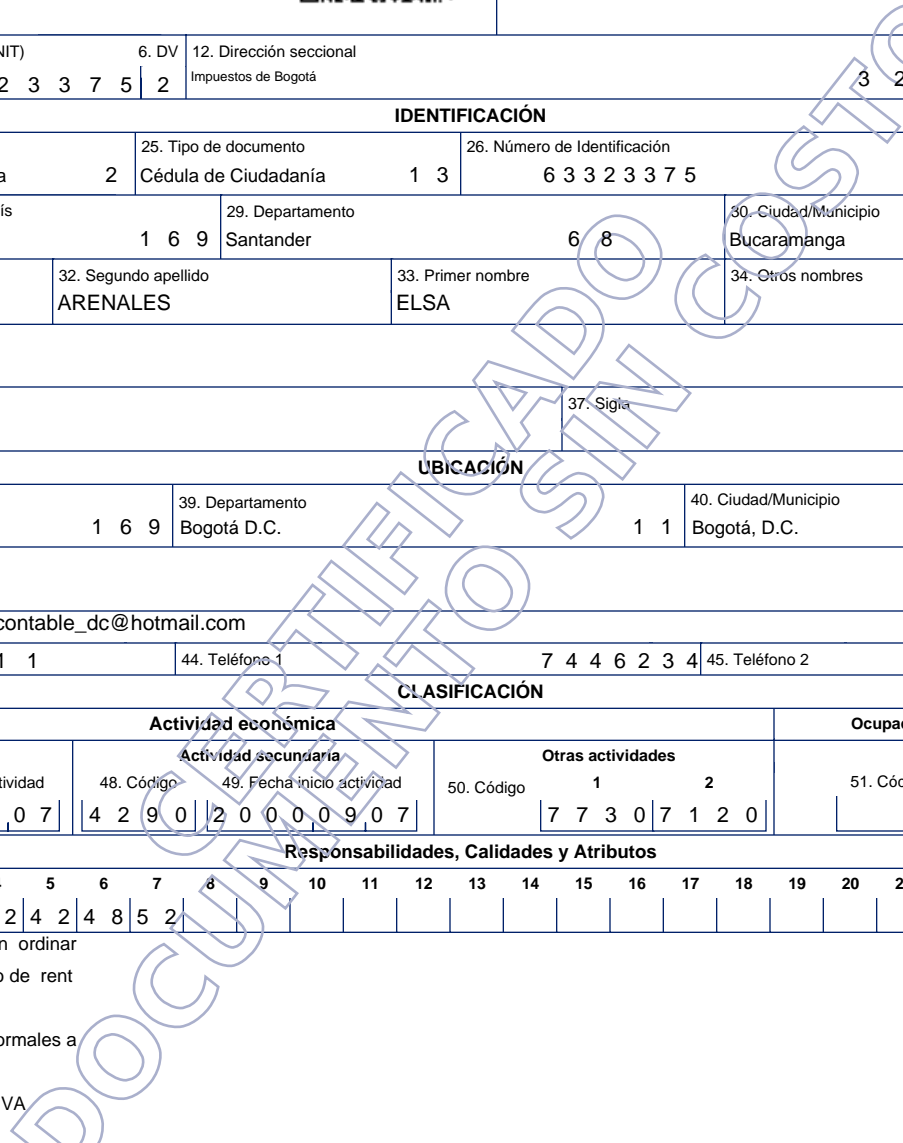 NIT) 6. DV 12. Dirección seccional
2 3 3 7 5 2 Impuestos de Bogotá 3 2
IDENTIFICACIÓN
25. Tipo de documento 26. Número de Identificación
a 2 Cédula de Ciudadanía 1 3 6 3 3 2 3 3 7 5
ís 29. Departamento 30. Ciudad/Municipio
1 6 9 Santander 6 8 Bucaramanga
32. Segundo apellido 33. Primer nombre 34. Otros nombres
ARENALES ELSA
37. Sigla
UBICACIÓN
39. Departamento 40. Ciudad/Municipio
1 6 9 Bogotá D.C. 1 1 Bogotá, D.C.
contable_dc@hotmail.com
1 1 44. Teléfono 1 7 4 4 6 2 3 4 45. Teléfono 2
CLASIFICACIÓN
Actividad económica Ocupac
Actividad secundaria Otras actividades
tividad 48. Código 49. Fecha inicio actividad 50. Código 1 2 51. Cód
0 7 4 2 9 0 2 0 0 0 0 9 0 7 7 7 3 0 7 1 2 0
Responsabilidades, Calidades y Atributos
5 6 7 8 9 10 11 12 13 14 15 16 17 18 19 20 2
2 4 2 4 8 5 2
n ordinar
o de rent
ormales a
VA
CERTIFICADO
DOCUMENTO SIN COSTO